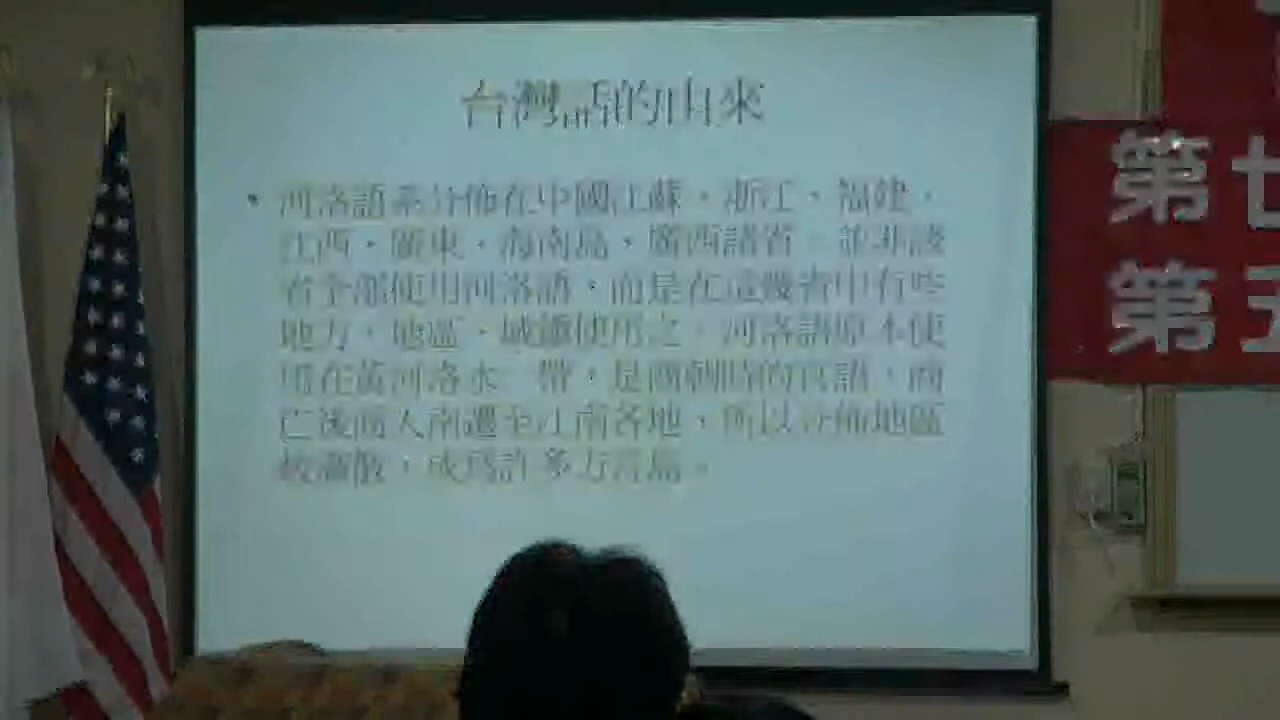 台灣話的由來
• 河洛語系分佈在中國江蘇、浙江、福建、
江西、廣東、海南島、廣西諸省。並非該
省全部使用河洛語，而是在這幾省中有些
地方、地區、城鎮使用之。河洛語原本使
用在黃河洛水一帶，是商朝時的官語，商
亡後商人南遷至江南各地，所以分佈地區
較瀰散，成為許多方言島。
第廿
第五